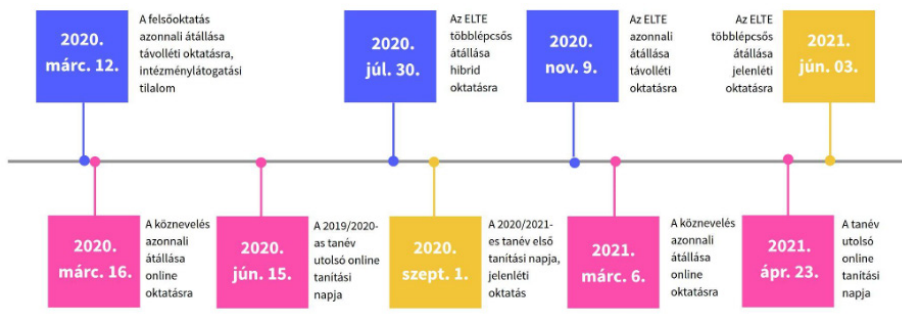 2020.
márc. 12.
A felsőoktatás
azonnali átállása
távolléti oktatásra,
intézménylátogatási
tilalom
2020.
júl. 30.
Az ELTE
többlépcsős
átállása
hibrid
oktatásra
2020.
nov. 9.
Az ELTE
azonnali
átállása
távolléti
oktatásra
Az ELTE
többlépcsős
átállása
jelenléti
oktatásra
2021.
jún. 03.
2020.
márc. 16.
A köznevelés
azonnali
átállása
online
oktatásra
2020.
jún. 15.
A 2019/2020-
as tanév
utolsó online
tanítási
napja
2020.
szept. 1.
A 2020/2021-
es tanév első
tanítási napja,
jelenléti
oktatás
2021.
márc. 6.
A köznevelés
azonnali
átállása
online
oktatásra
2021.
ápr. 23.
A tanév
utolsó
online
tanítási
napja